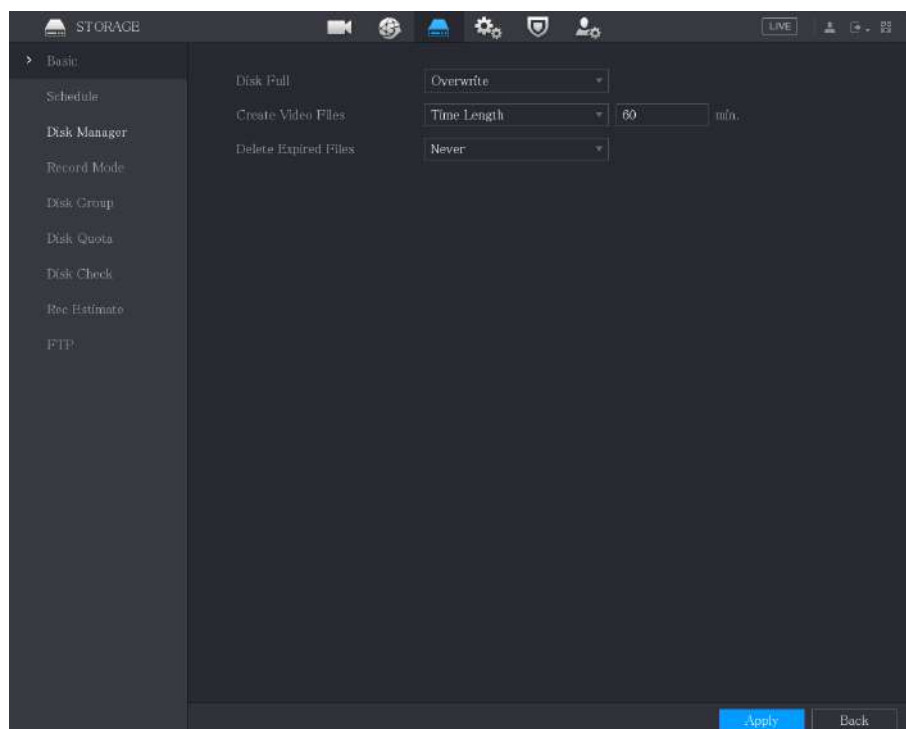 STORAGE
LIVE
Basic
Schedule
Disk Manager
Record Mode
Disk Group
Disk Quota
Disk Check
Rec Estimate
FTP
Disk Full Overwrite
Create Video Files Time Length 60 min.
Delete Expired Files Never
Apply Back